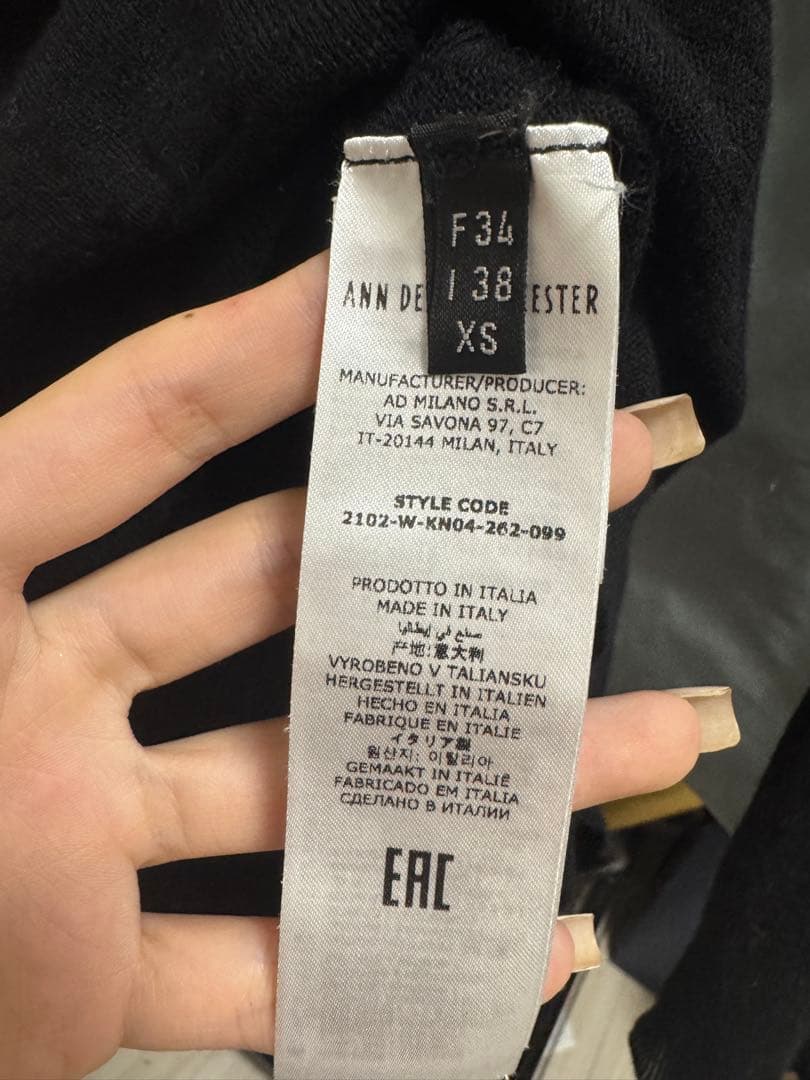 F 34
I 38
XS
ANN DE ESTER
MANUFACTURER/PRODUCER:
AD MILANO S.R.L.
VIA SAVONA 97, C7
IT-20144 MILAN, ITALY
STYLE CODE
2102-W-KN04-262-099
PRODOTTO IN ITALIA
MADE IN ITALY
صنع في إيطاليا
产地:意大利
VYROBENO V TALIANSKU
HERGESTELLT IN ITALIEN
HECHO EN ITALIA
FABRIQUE EN ITALIE
イタリア製
원산지: 이탈리아
GEMAAKT IN ITALIË
FABRICADO EM ITALIA
СДЕЛАНО В ИТАЛИИ
EAC